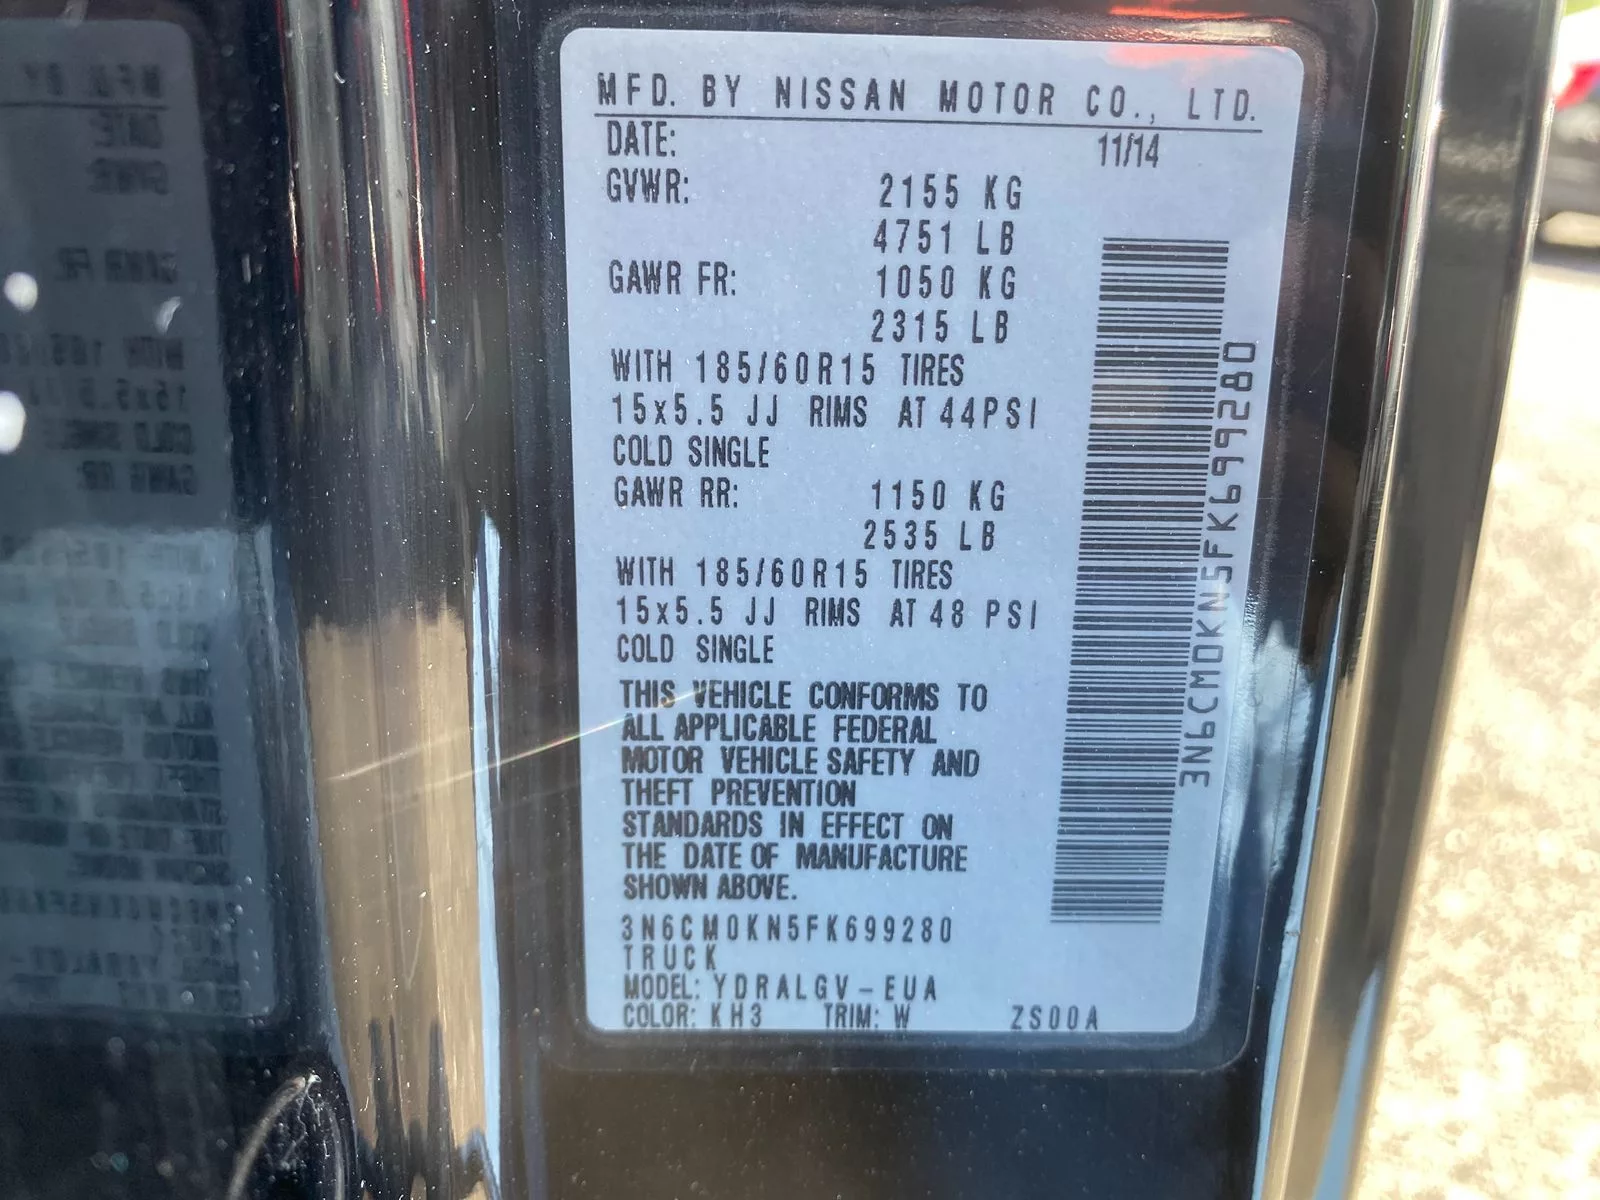 MFD. BY NISSAN MOTOR CO., LTD.
DATE: 11/14
GVWR: 2155 KG
4751 LB
GAWR FR: 1050 KG
2315 LB
WITH 185/60R15 TIRES
15x5.5 JJ RIMS AT 44PSI
COLD SINGLE
GAWR RR: 1150 KG
2535 LB
WITH 185/60R15 TIRES
15x5.5 JJ RIMS AT 48 PSI
COLD SINGLE
THIS VEHICLE CONFORMS TO
ALL APPLICABLE FEDERAL
MOTOR VEHICLE SAFETY AND
THEFT PREVENTION
STANDARDS IN EFFECT ON
THE DATE OF MANUFACTURE
SHOWN ABOVE.
3N6CM0KN5FK699280
TRUCK
MODEL: YDRALGV-EUA
COLOR: KH3 TRIM: W ZS00A
3N6CM0KN5FK699280